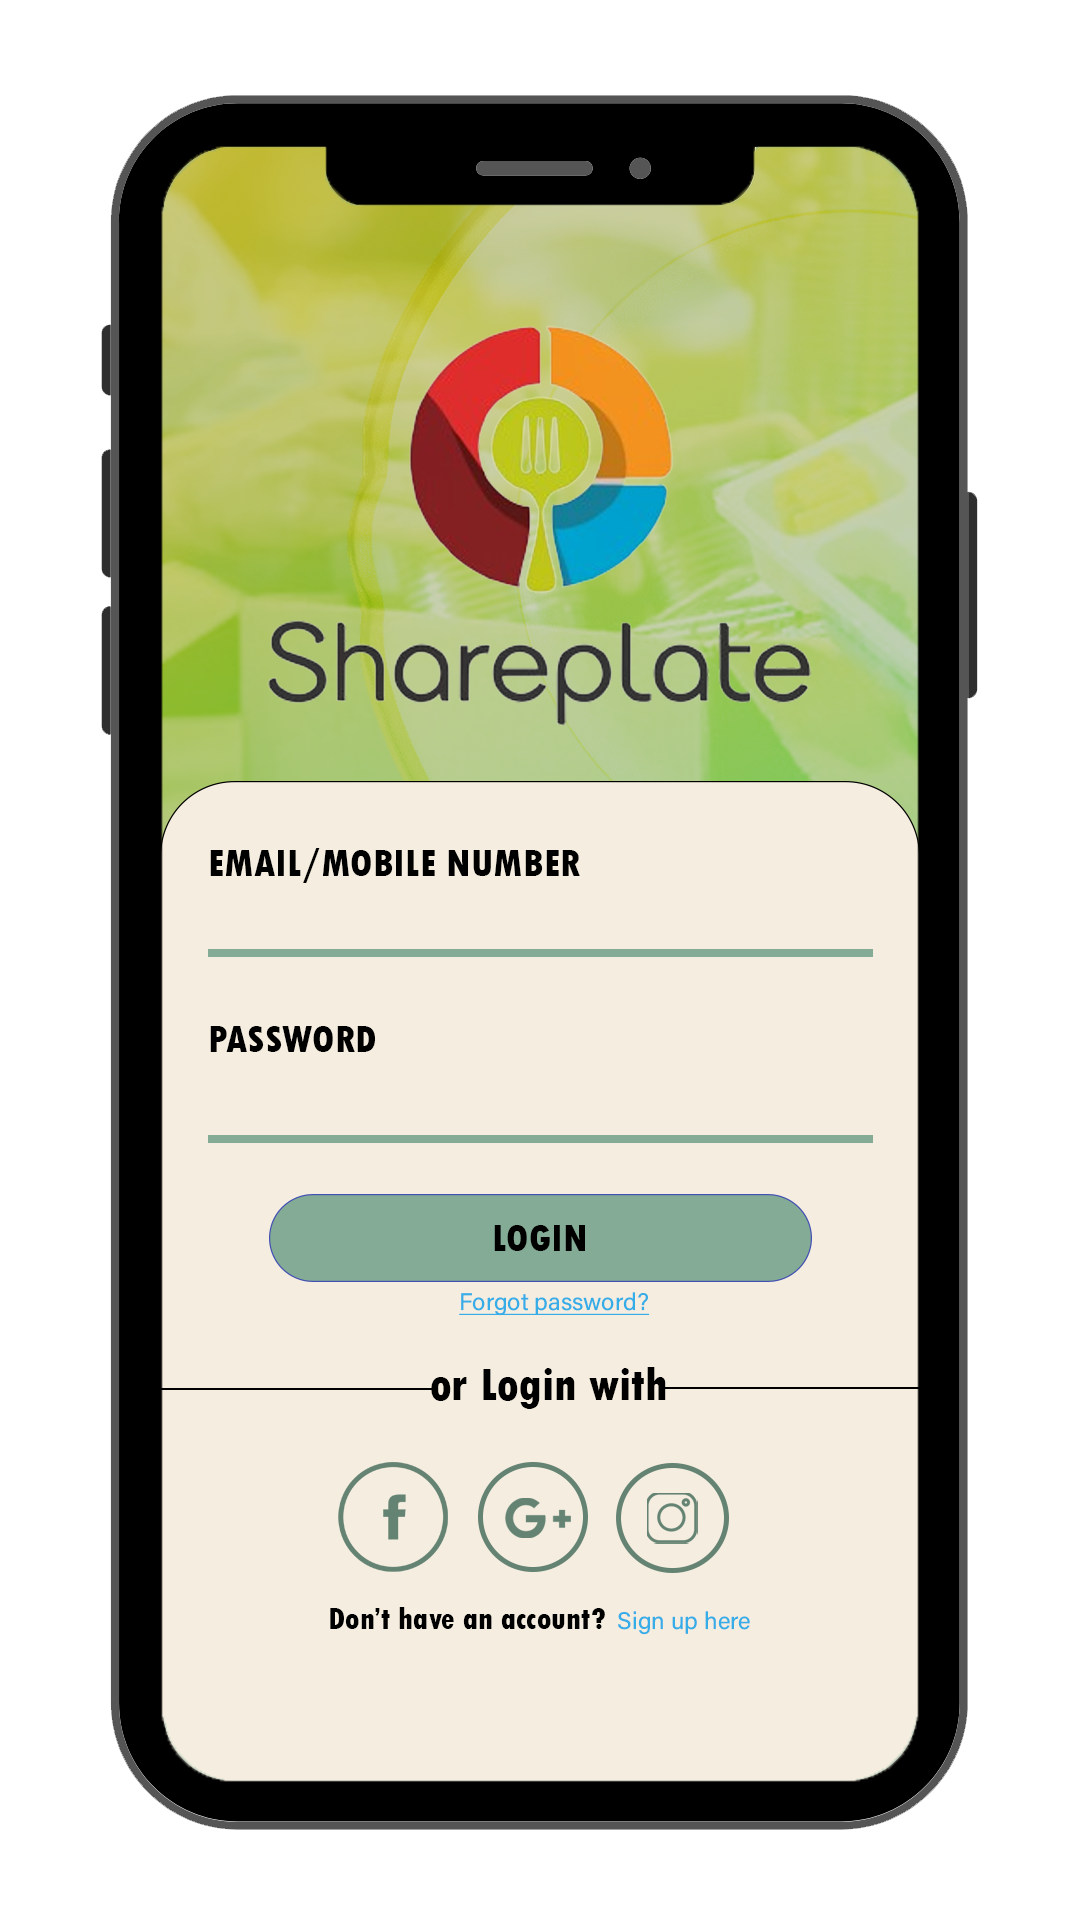 Shareplate
EMAIL/MOBILE NUMBER
PASSWORD
LOGIN
Forgot password?
or Login with
f G+
Don’t have an account? Sign up here